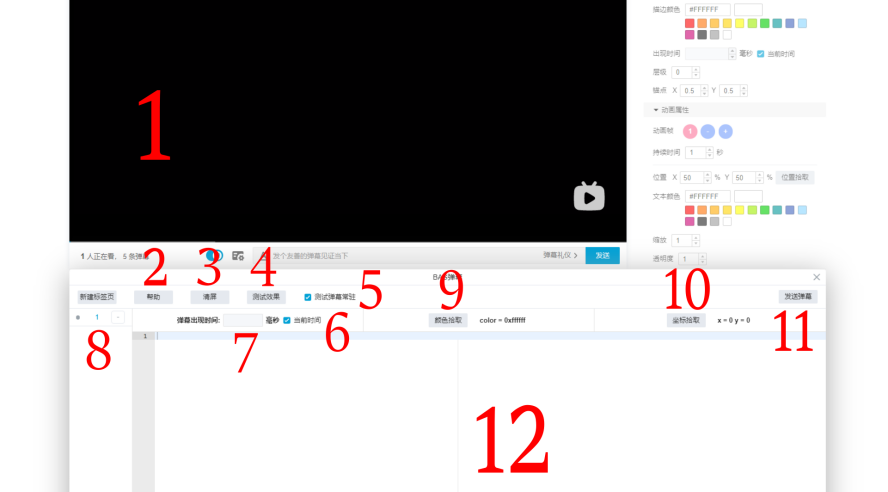 描边颜色 #FFFFFF
出现时间 毫秒 当前时间
层级 0
锚点 X 0.5 Y 0.5
动画属性
动画帧 1 - +
持续时间 1 秒
位置 X 50 % Y 50 % 位置拾取
文本颜色 #FFFFFF
缩放 1
透明度 1
1
1 人正在看, 5 条弹幕
发个友善的弹幕见证当下
弹幕礼仪 >
发送
2 3 4 5 9 10 11
BAS弹幕
新建标签页 帮助 清屏 测试效果 测试弹幕常驻 发送弹幕
1 -
弹幕出现时间: 毫秒 当前时间 颜色拾取 color = 0xffffff 坐标拾取 x = 0 y = 0
8 7 6
1
12